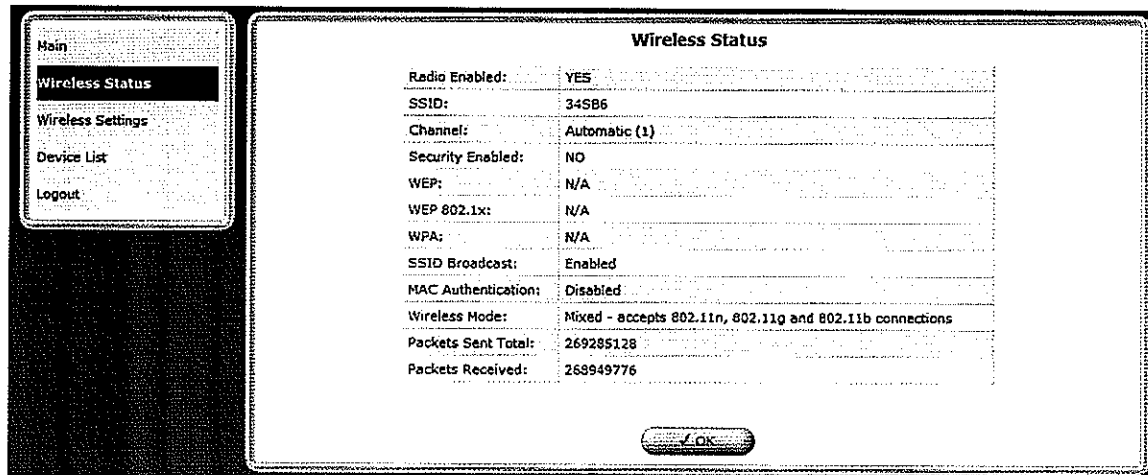 Main
Wireless Status
Wireless Settings
Device List
Logout
Wireless Status
Radio Enabled: YES
SSID: 34SB6
Channel: Automatic (1)
Security Enabled: NO
WEP: N/A
WEP 802.1x: N/A
WPA: N/A
SSID Broadcast: Enabled
MAC Authentication: Disabled
Wireless Mode: Mixed - accepts 802.11n, 802.11g and 802.11b connections
Packets Sent Total: 269285128
Packets Received: 268949776
✓ OK